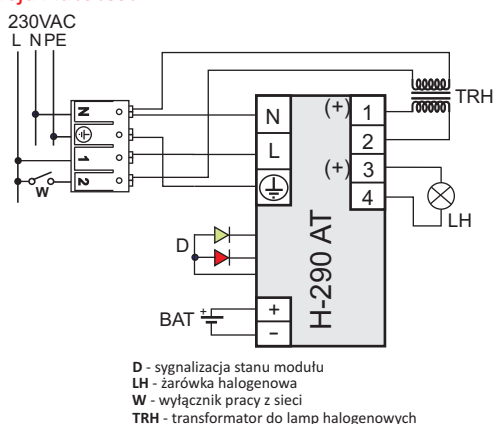 230VAC
L N PE
N
1
2
W
N
L
(+) 1
2
(+) 3
4
TRH
LH
D
H-290 AT
BAT
+
+
-
D - sygnalizacja stanu modułu
LH - żarówka halogenowa
W - wyłącznik pracy z sieci
TRH - transformator do lamp halogenowych